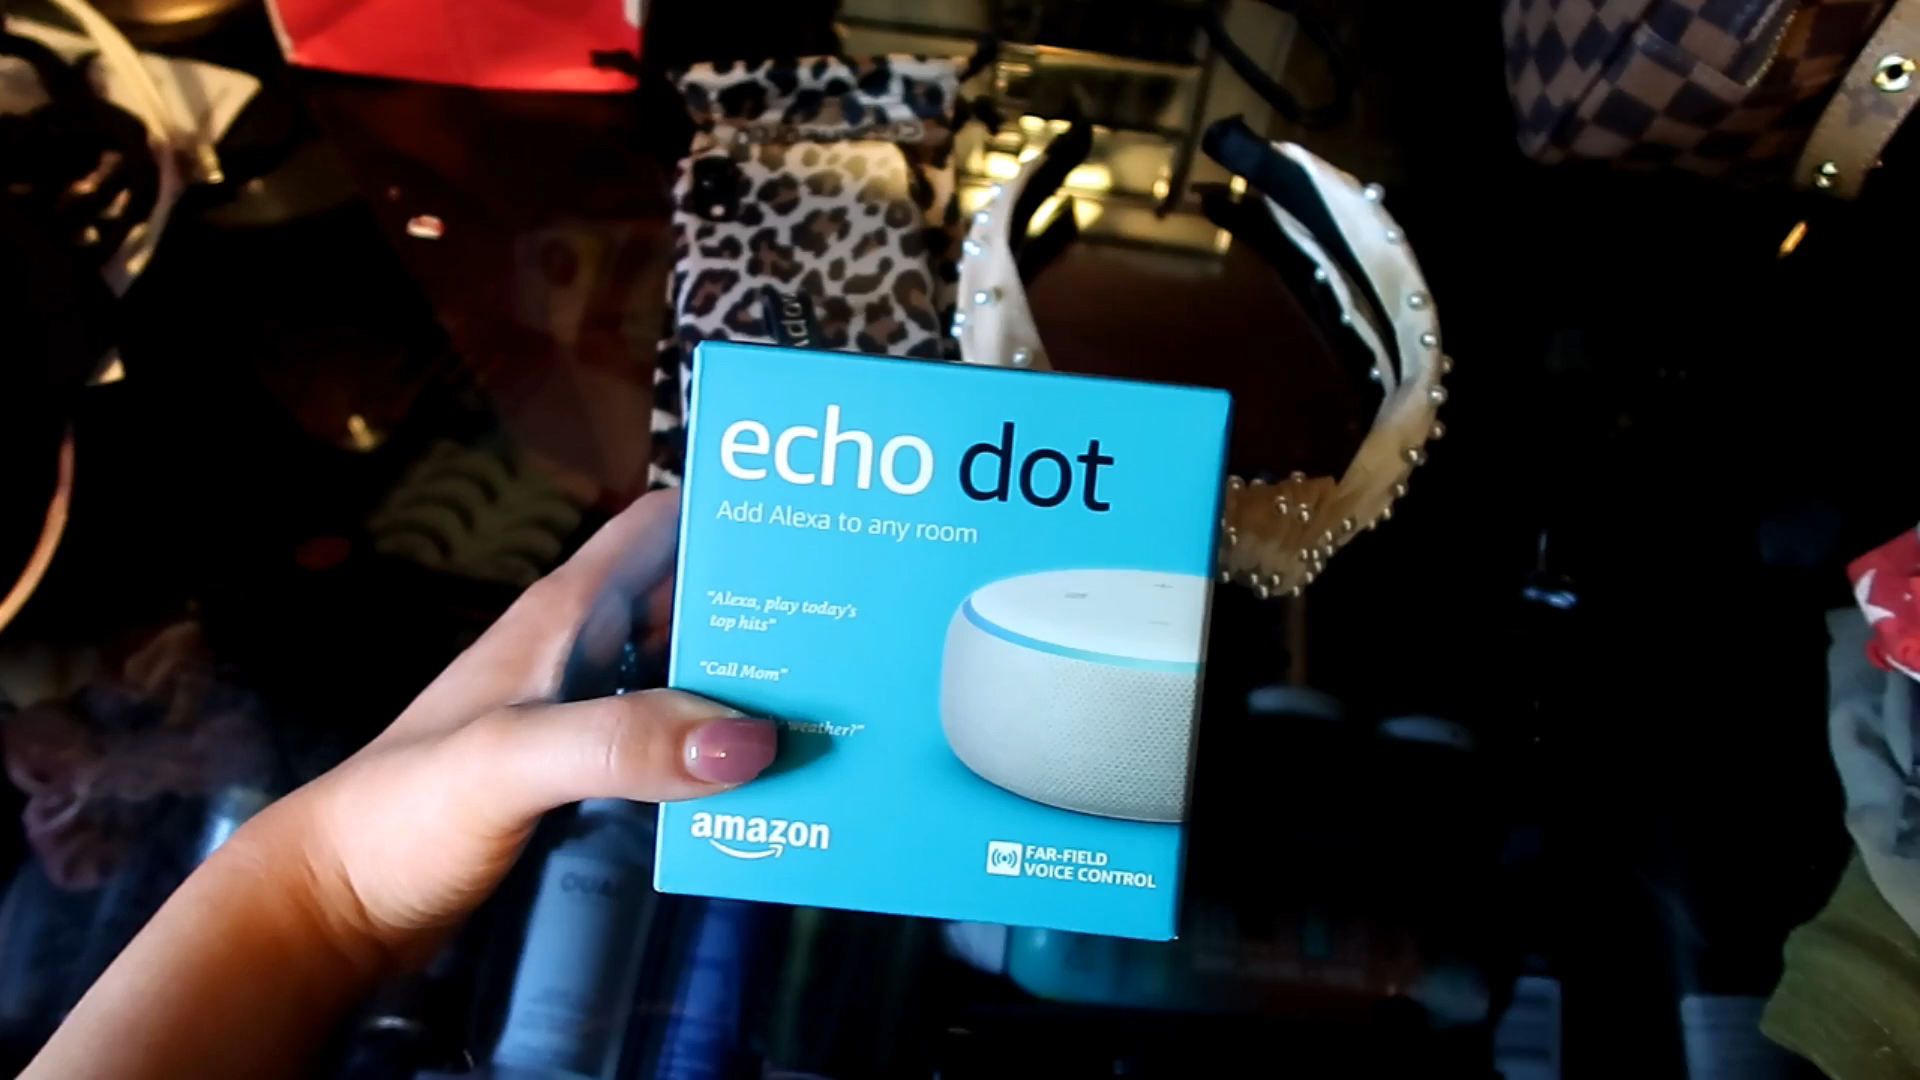 echo dot
Add Alexa to any room
"Alexa, play today's
top hits"
"Call Mom"
weather?"
amazon
FAR-FIELD
VOICE CONTROL